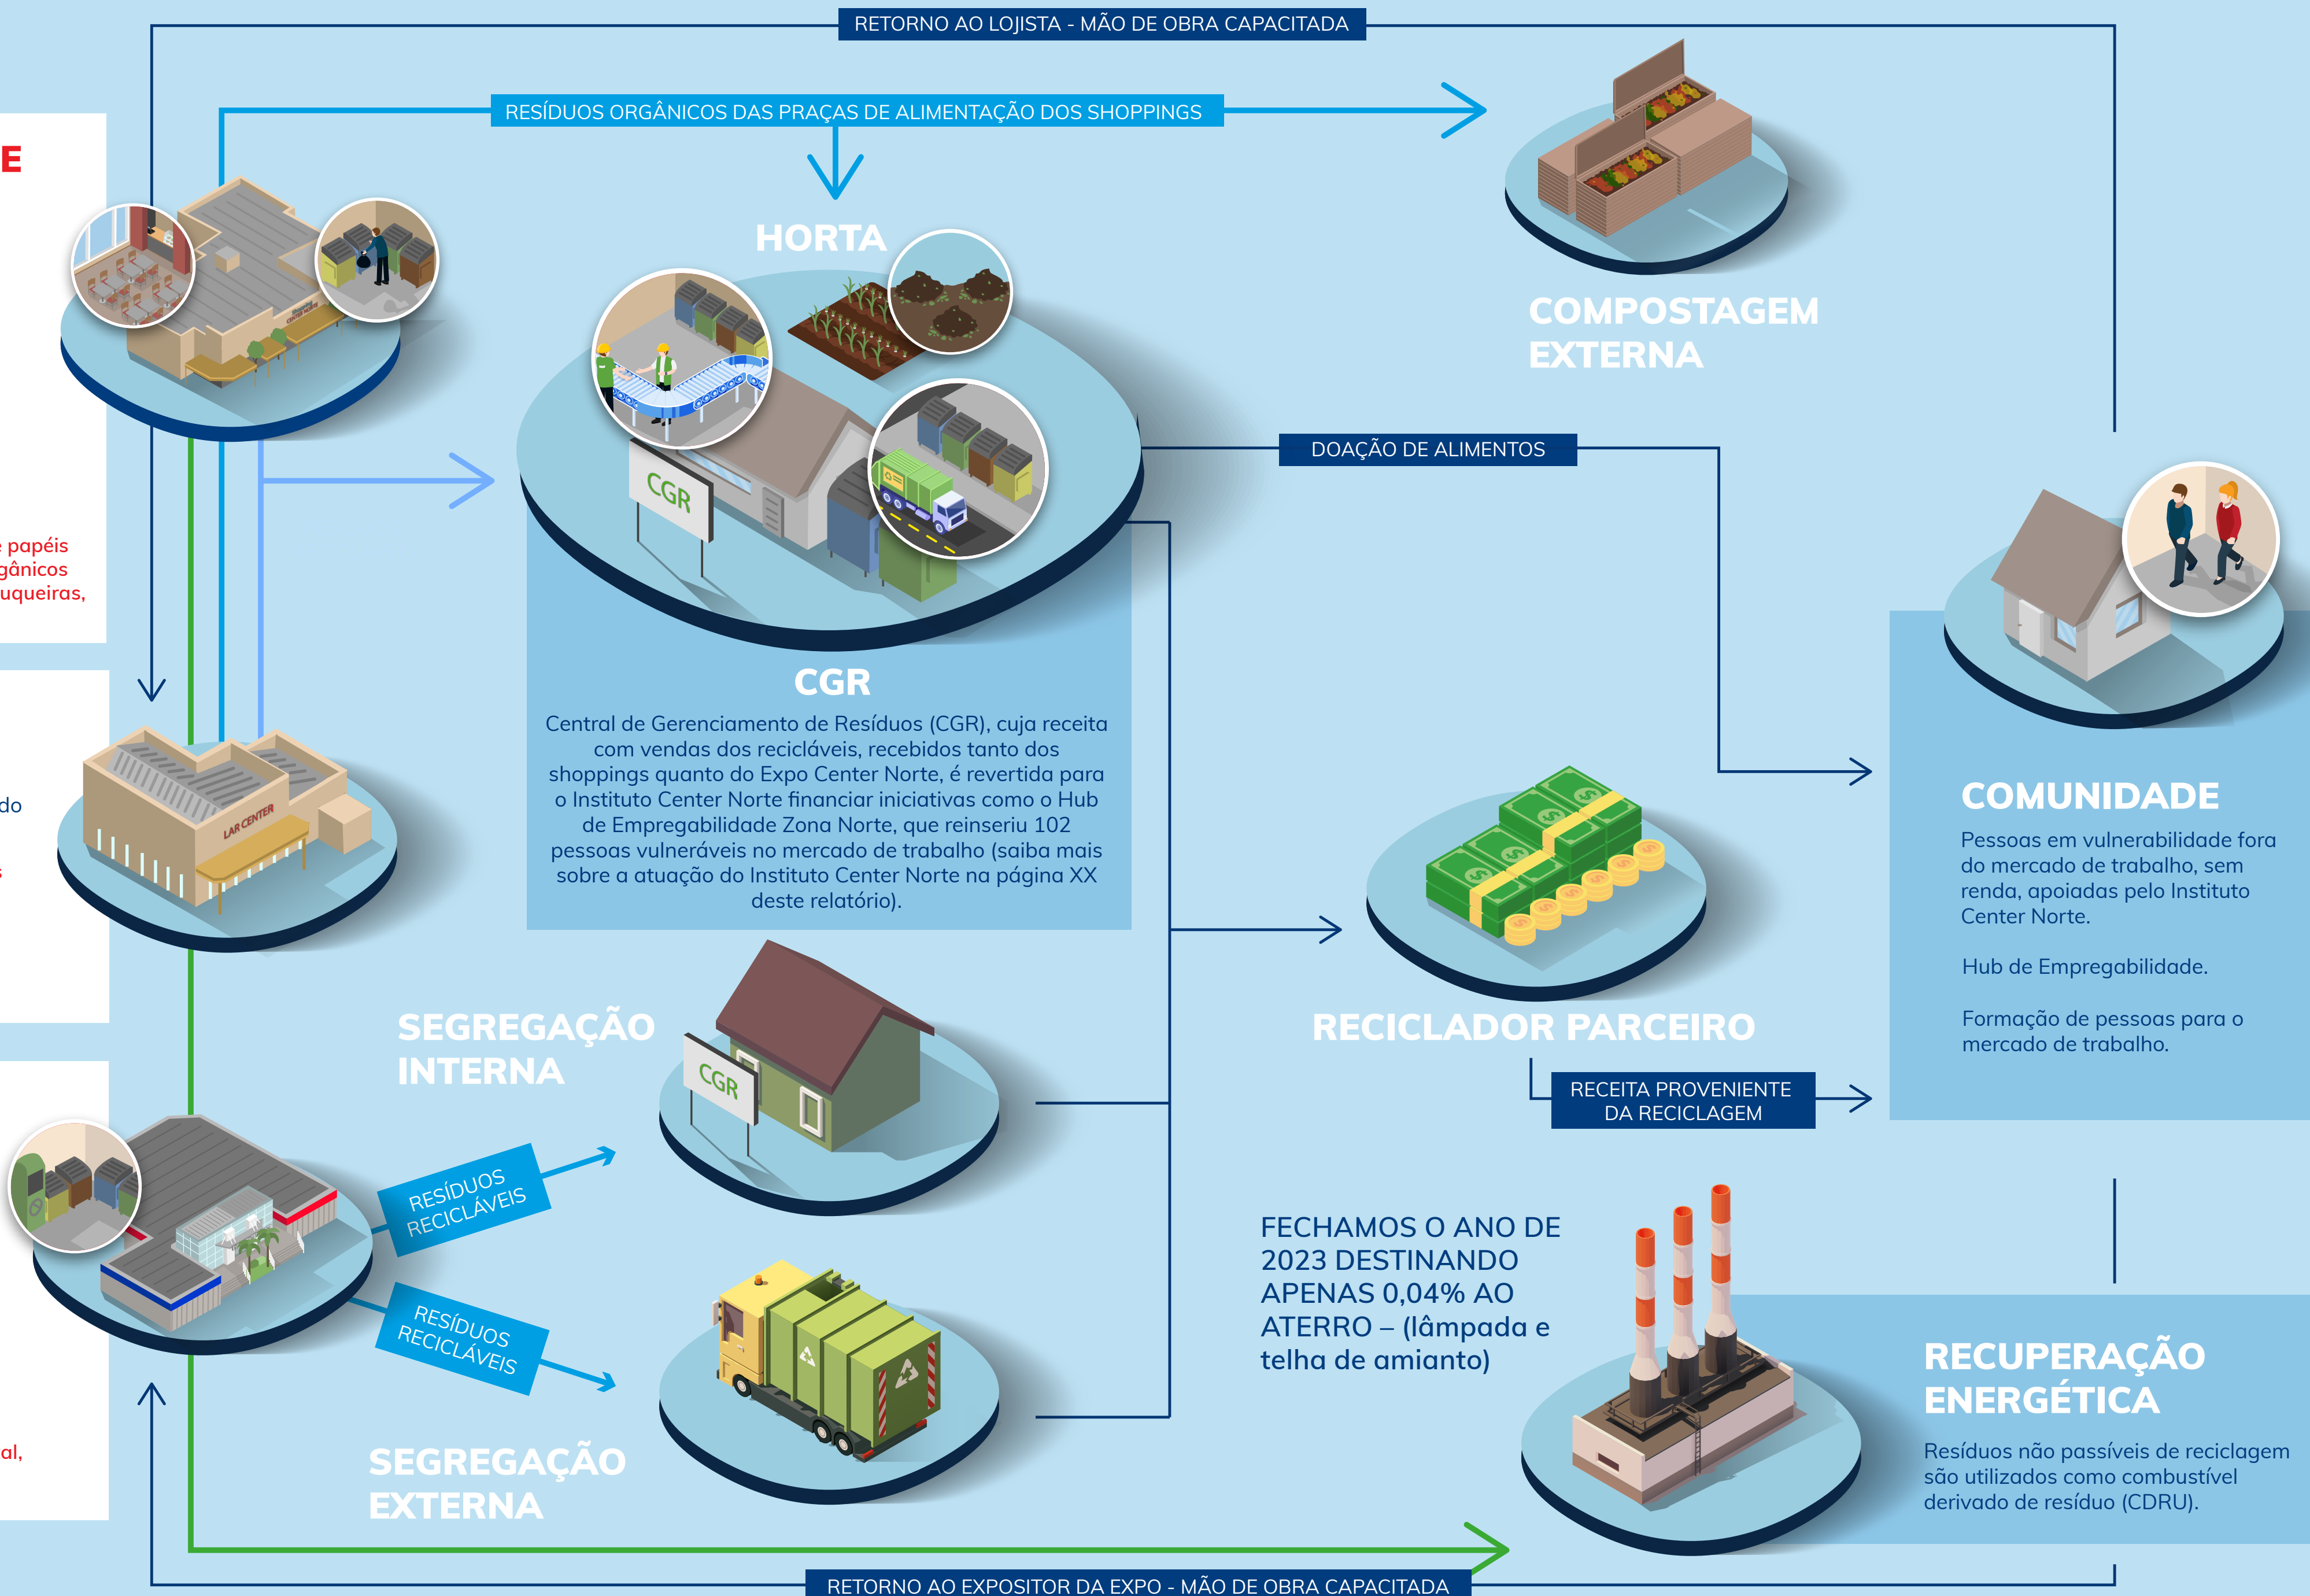 RETORNO AO LOJISTA - MÃO DE OBRA CAPACITADA
RESÍDUOS ORGÂNICOS DAS PRAÇAS DE ALIMENTAÇÃO DOS SHOPPINGS
E
HORTA
COMPOSTAGEM
EXTERNA
CENTER NORTE
DOAÇÃO DE ALIMENTOS
CGR
papéis
gânicos
uqueiras,
CGR
Central de Gerenciamento de Resíduos (CGR), cuja receita
com vendas dos recicláveis, recebidos tanto dos
shoppings quanto do Expo Center Norte, é revertida para
o Instituto Center Norte financiar iniciativas como o Hub
de Empregabilidade Zona Norte, que reinseriu 102
pessoas vulneráveis no mercado de trabalho (saiba mais
sobre a atuação do Instituto Center Norte na página XX
deste relatório).
do
s
LAR CENTER
COMUNIDADE
Pessoas em vulnerabilidade fora
do mercado de trabalho, sem
renda, apoiadas pelo Instituto
Center Norte.
Hub de Empregabilidade.
Formação de pessoas para o
mercado de trabalho.
SEGREGAÇÃO
INTERNA
CGR
RECICLADOR PARCEIRO
RECEITA PROVENIENTE
DA RECICLAGEM
RESÍDUOS
RECICLÁVEIS
RESÍDUOS
RECICLÁVEIS
FECHAMOS O ANO DE
2023 DESTINANDO
APENAS 0,04% AO
ATERRO – (lâmpada e
telha de amianto)
RECUPERAÇÃO
ENERGÉTICA
Resíduos não passíveis de reciclagem
são utilizados como combustível
derivado de resíduo (CDRU).
al,
SEGREGAÇÃO
EXTERNA
RETORNO AO EXPOSITOR DA EXPO - MÃO DE OBRA CAPACITADA